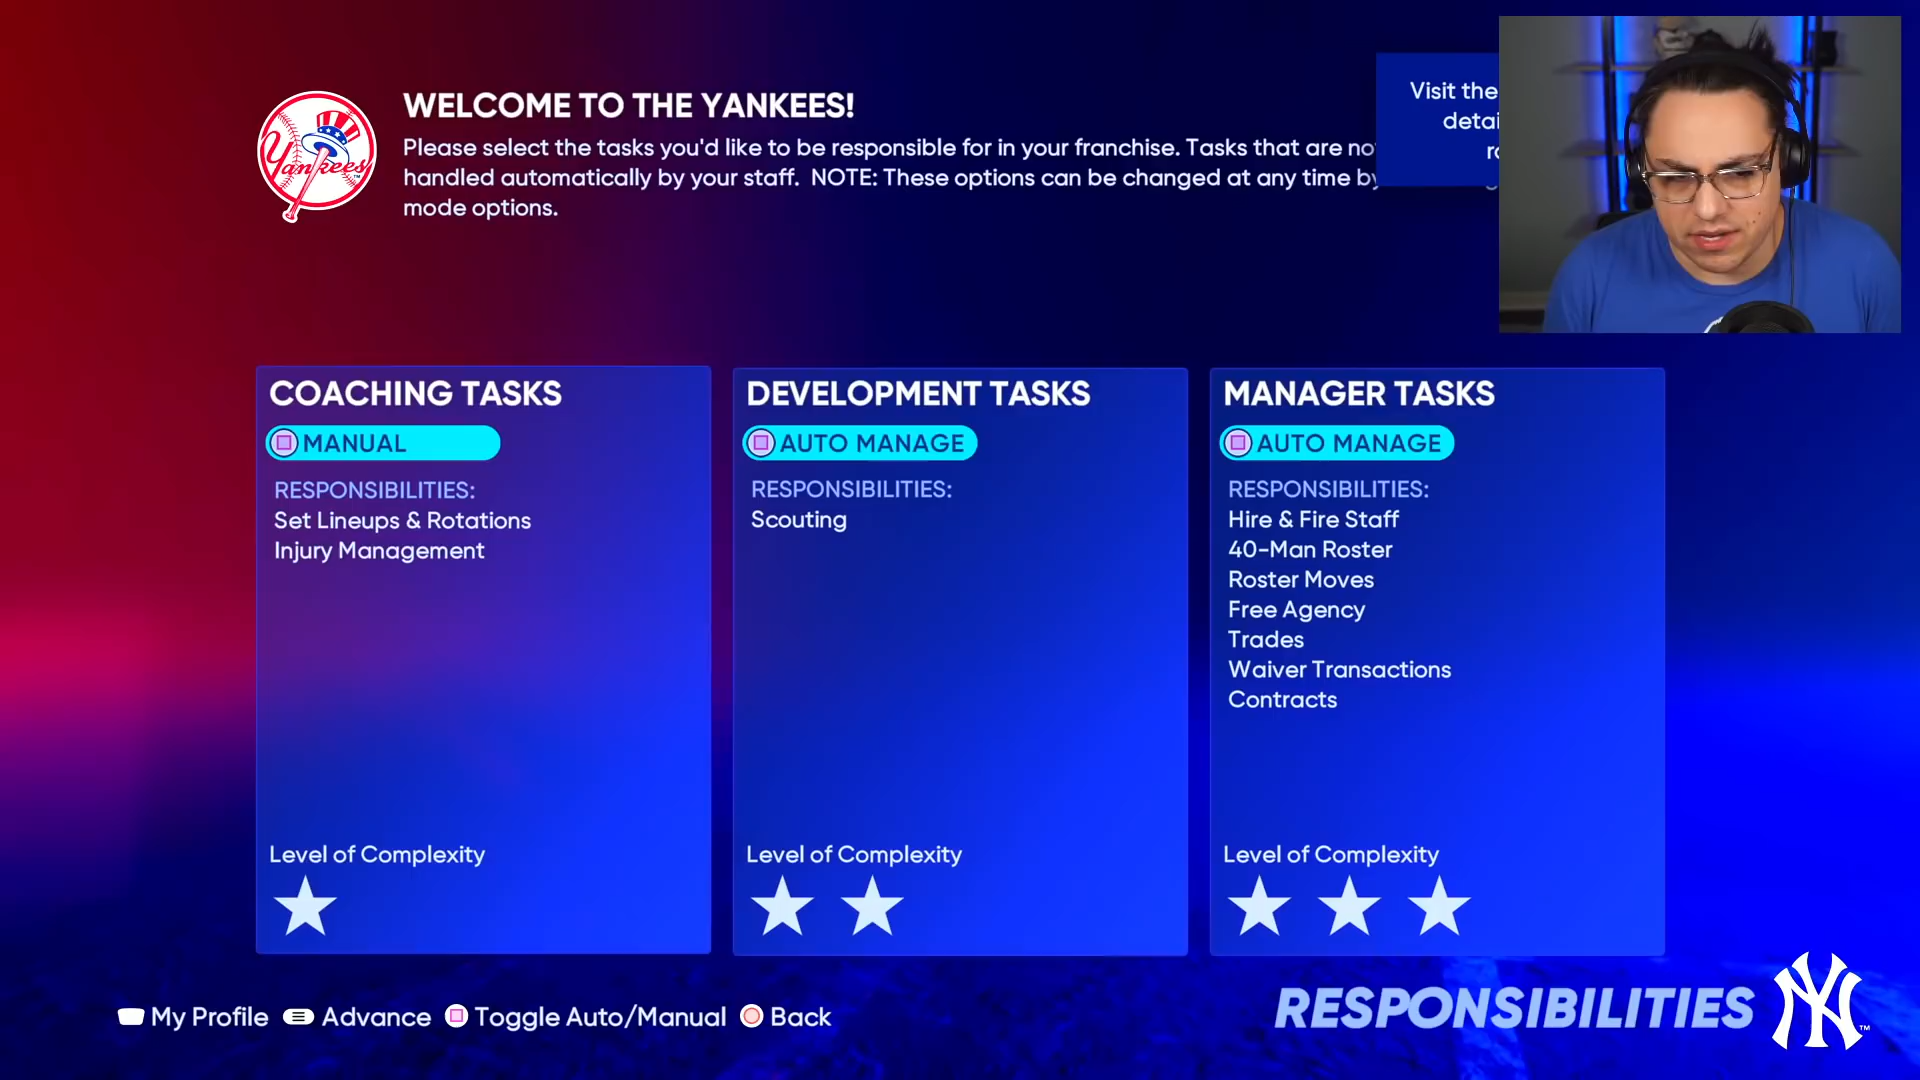 WELCOME TO THE YANKEES!
Please select the tasks you'd like to be responsible for in your franchise. Tasks that are
handled automatically by your staff. NOTE: These options can be changed at any time by
mode options.
Visit the
Yankees
COACHING TASKS
MANUAL
RESPONSIBILITIES:
Set Lineups & Rotations
Injury Management
Level of Complexity
DEVELOPMENT TASKS
AUTO MANAGE
RESPONSIBILITIES:
Scouting
Level of Complexity
MANAGER TASKS
AUTO MANAGE
RESPONSIBILITIES:
Hire & Fire Staff
40-Man Roster
Roster Moves
Free Agency
Trades
Waiver Transactions
Contracts
Level of Complexity
My Profile Advance Toggle Auto/Manual Back
RESPONSIBILITIES NY